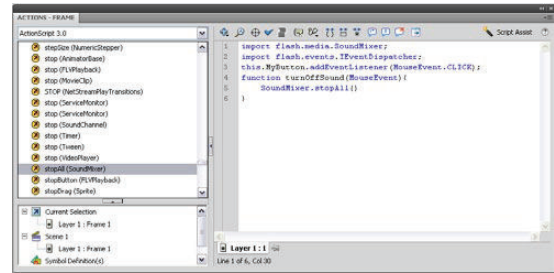 ACTIONS - FRAME
ActionScript 3.0
Script Assist
stepSize (NumericStepper)
stop (AnimatorBase)
stop (FLVPlayback)
stop (MovieClip)
STOP (NetStreamPlayTransitions)
stop (ServiceMonitor)
stop (ServiceMonitor)
stop (SoundChannel)
stop (Timer)
stop (Tween)
stop (VideoPlayer)
stopAll (SoundMixer)
stopButton (FLVPlayback)
stopDrag (Sprite)
Current Selection
Layer 1 : Frame 1
Scene 1
Layer 1 : Frame 1
Symbol Definition(s)
1 import flash.media.SoundMixer;
2 import flash.events.IEventDispatcher;
3 this.MyButton.addEventListener(MouseEvent.CLICK);
4 function turnOffSound(MouseEvent){
5 SoundMixer.stopAll()
6 }
Layer 1 : 1
Line 1 of 6, Col 30